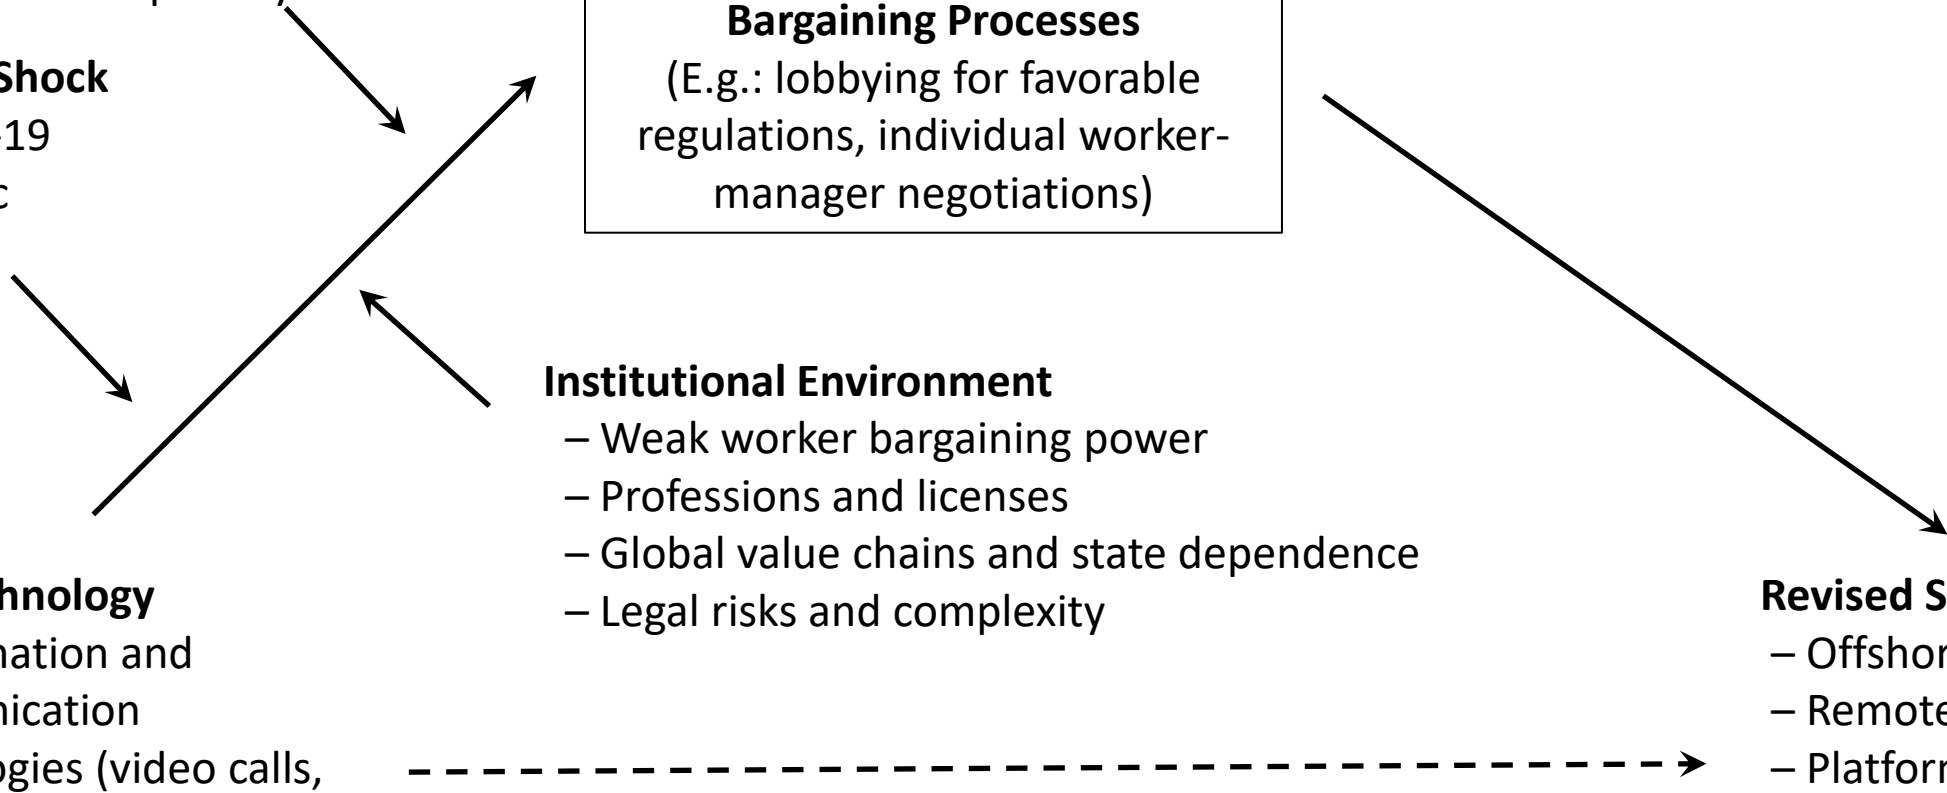 Bargaining Processes
(E.g.: lobbying for favorable
regulations, individual worker-
manager negotiations)
Shock
-19
c
Institutional Environment
– Weak worker bargaining power
– Professions and licenses
– Global value chains and state dependence
– Legal risks and complexity
hnology
nation and
nication
ogies (video calls,
Revised S
– Offshor
– Remote
– Platform